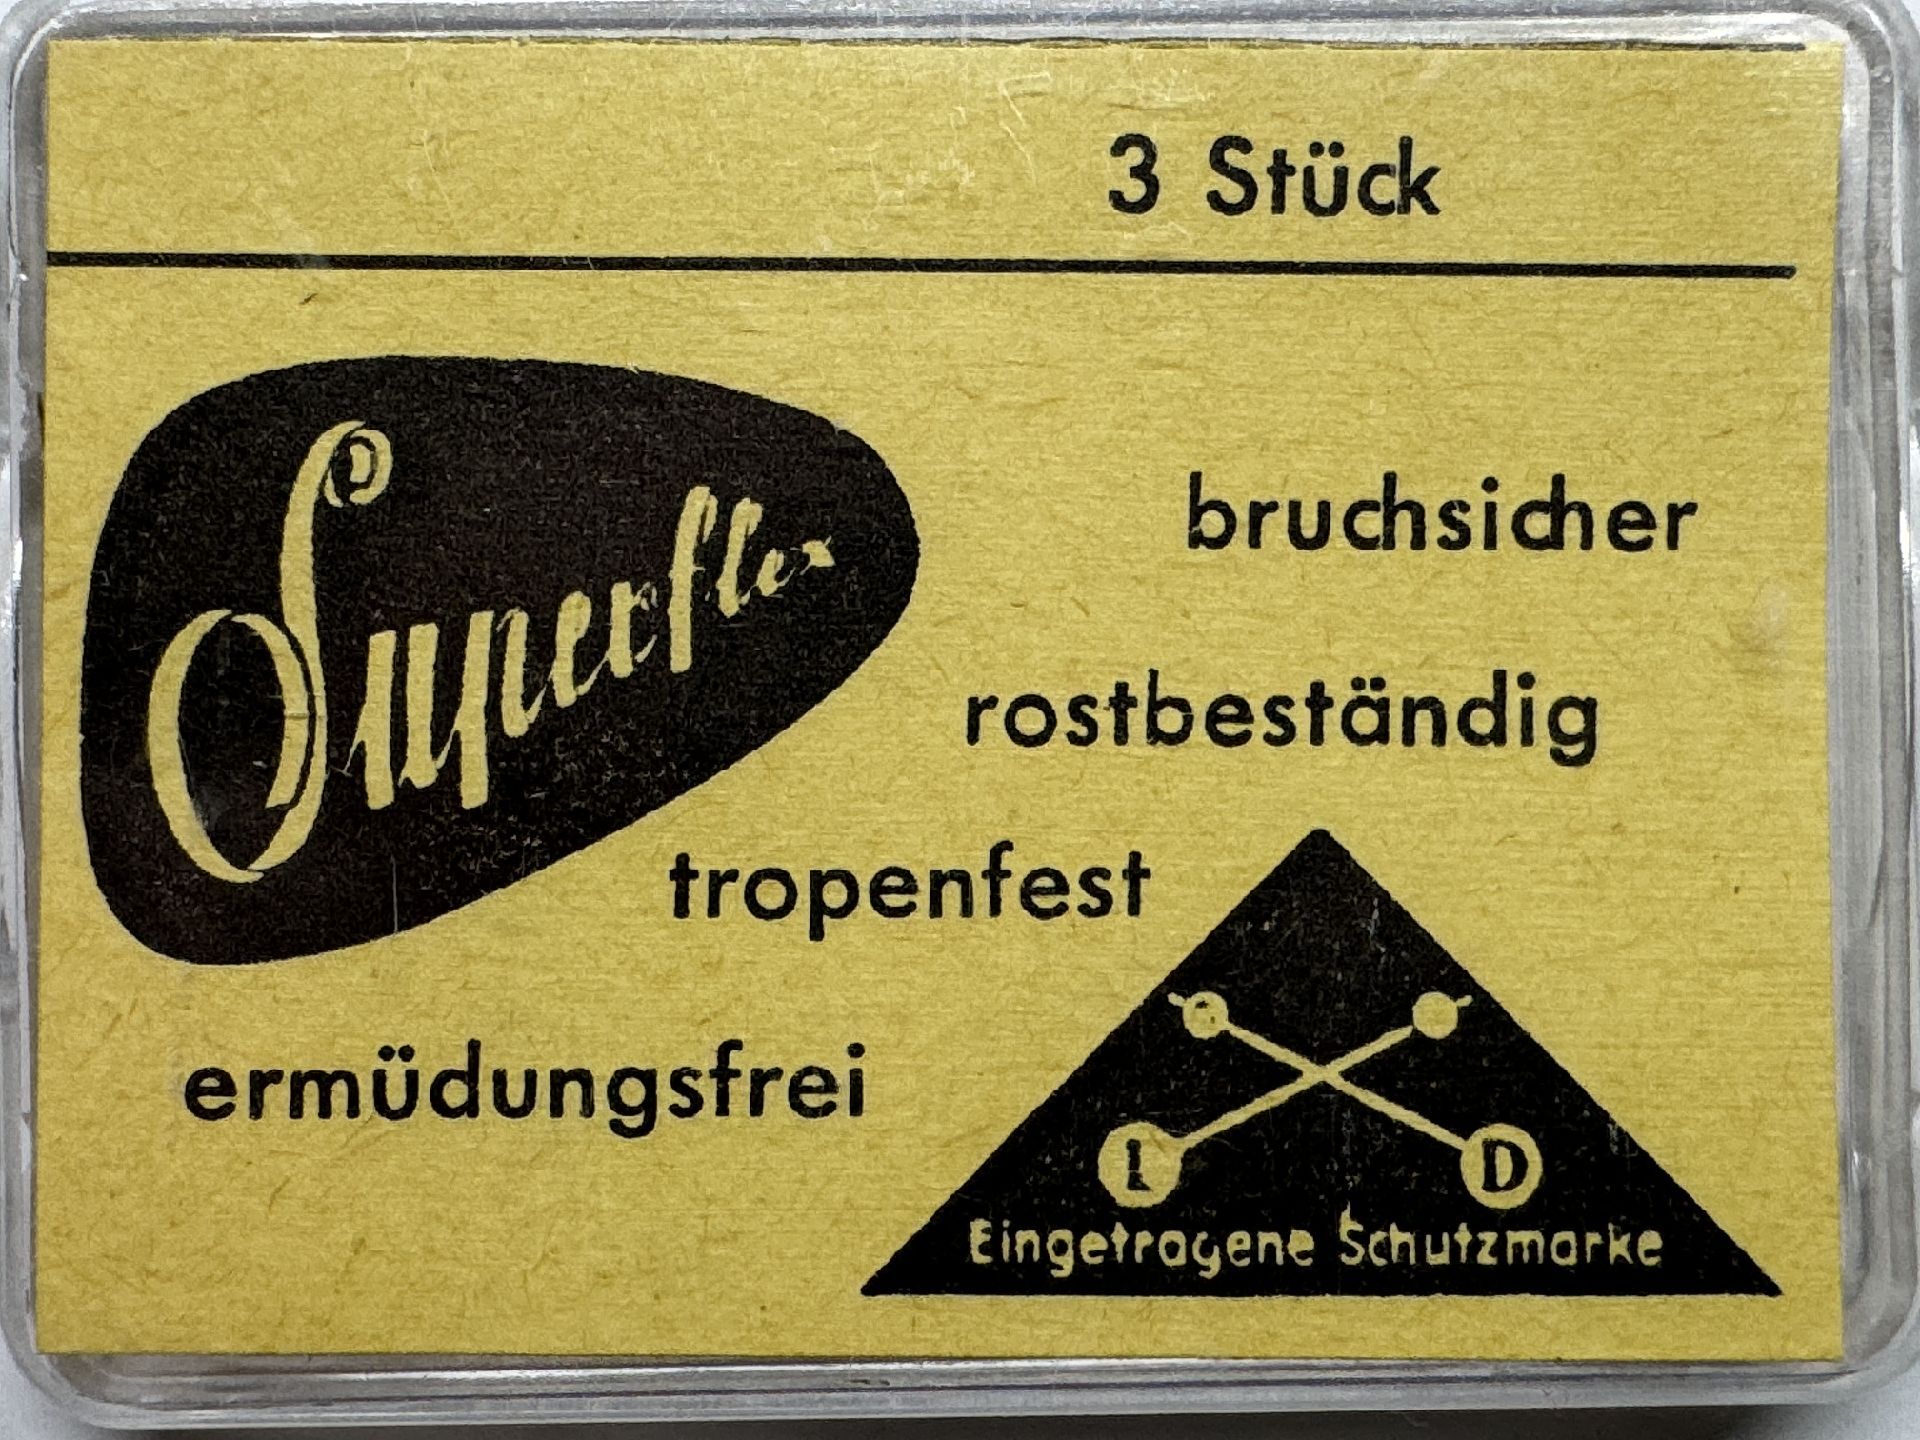 3 Stück
Superflex
bruchsicher
rostbeständig
tropenfest
ermüdungsfrei
L D
Eingetragene Schutzmarke